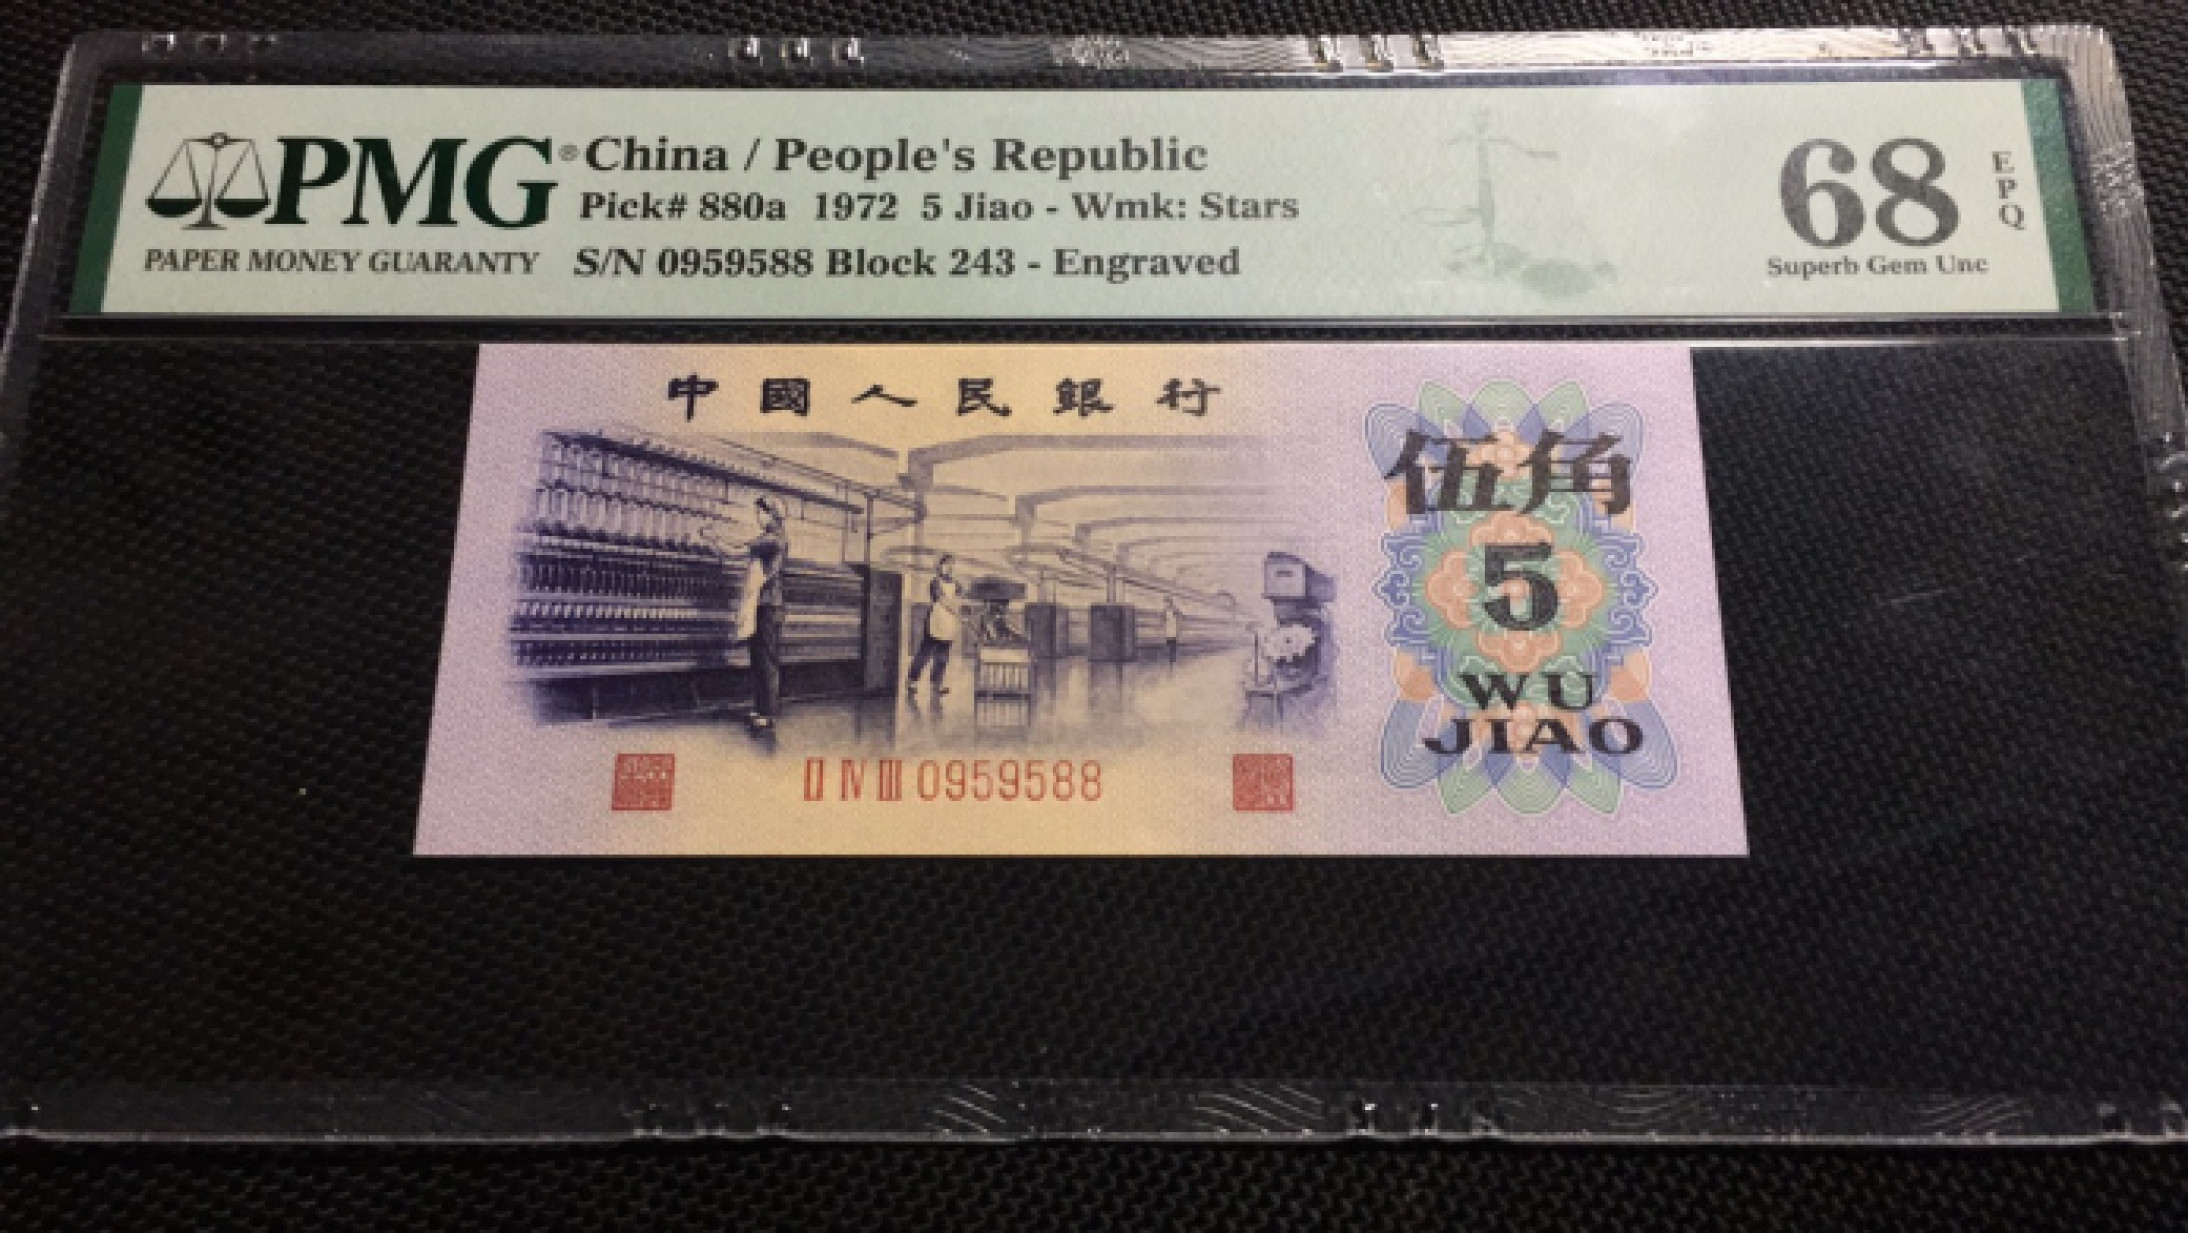 PMG®
PAPER MONEY GUARANTY
China / People's Republic
Pick# 880a 1972 5 Jiao - Wmk: Stars
S/N 0959588 Block 243 - Engraved
68
EPQ
Superb Gem Unc
中國人民銀行
伍角
5
WU
JIAO
Ⅱ Ⅳ Ⅲ 0959588